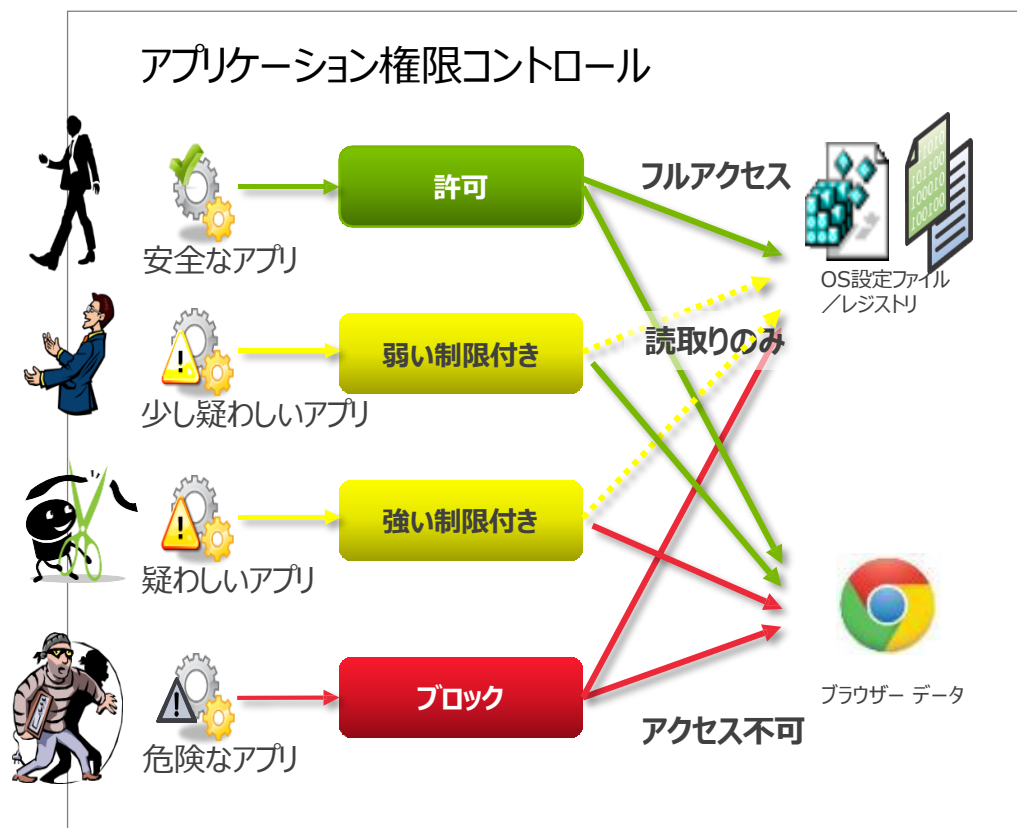 アプリケーション権限コントロール
許可
フルアクセス
安全なアプリ
OS設定ファイル
／レジストリ
弱い制限付き
読取りのみ
少し疑わしいアプリ
強い制限付き
疑わしいアプリ
ブロック
ブラウザー データ
アクセス不可
危険なアプリ